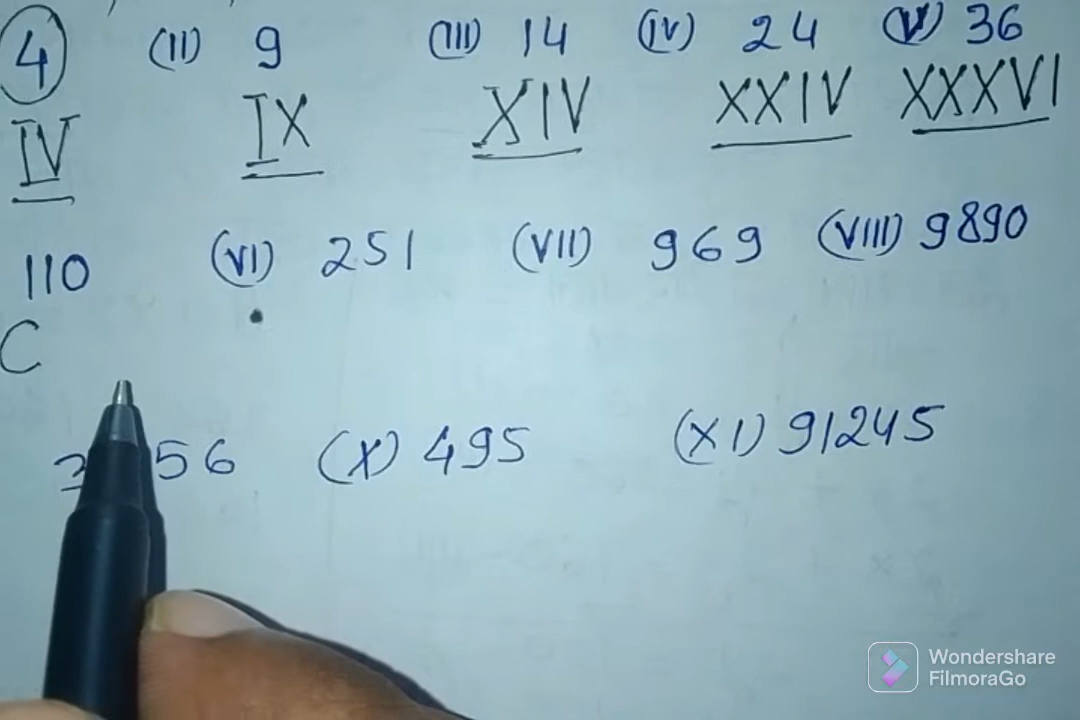 4 (II) 9 (III) 14 (IV) 24 (V) 36
IV IX XIV XXIV XXXVI
110 (VI) 251 (VII) 969 (VIII) 9890
C
56 (X) 495 (XI) 91245
Wondershare
FilmoraGo